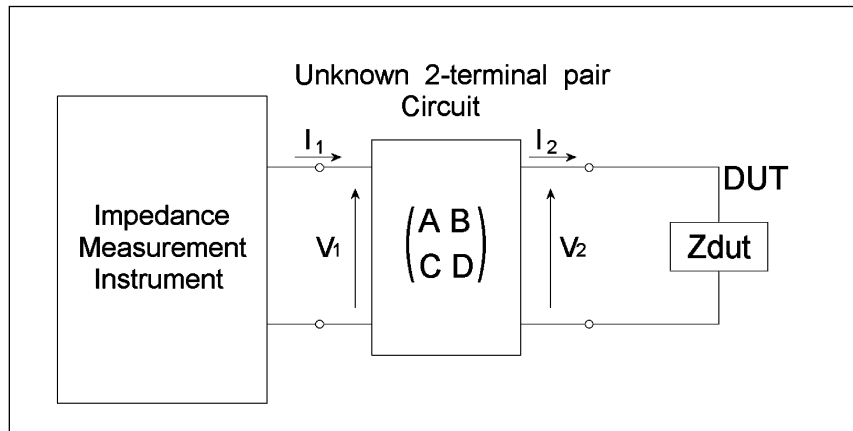 Unknown 2-terminal pair
Circuit
I1
I2
DUT
Impedance
Measurement
Instrument
V1
A B
C D
V2
Zdut